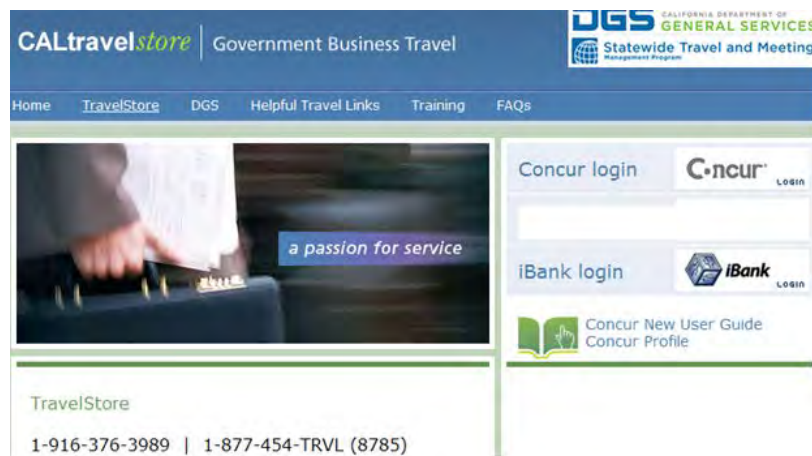 CALtravelstore | Government Business Travel
DGS CALIFORNIA DEPARTMENT OF
GENERAL SERVICES
Statewide Travel and Meeting
Management Program
Home TravelStore DGS Helpful Travel Links Training FAQs
a passion for service
Concur login
C•ncur
LOGIN
iBank login
iBank
LOGIN
Concur New User Guide
Concur Profile
TravelStore
1-916-376-3989 | 1-877-454-TRVL (8785)